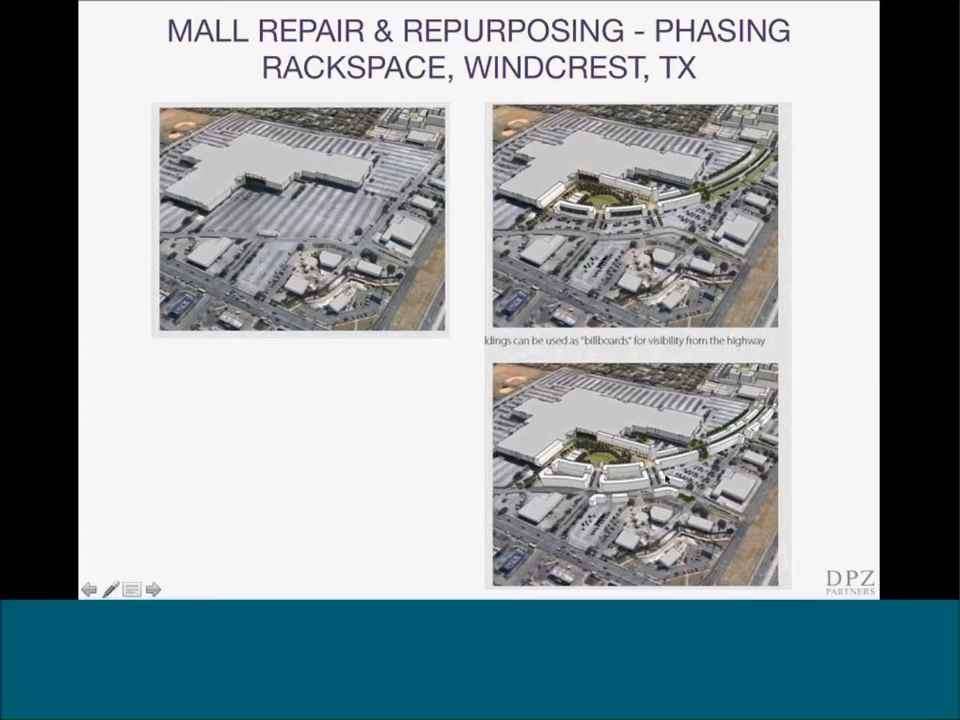 MALL REPAIR & REPURPOSING - PHASING
RACKSPACE, WINDCREST, TX
ldings can be used as "billboards" for visibility from the highway
DPZ
PARTNERS